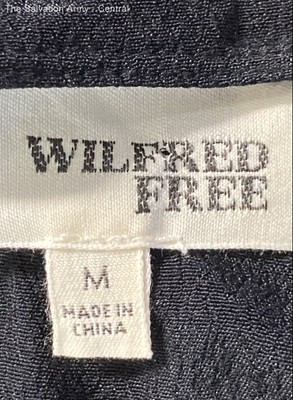 The Salvation Army - Central
WILFRED
FREE
M
MADE IN
CHINA